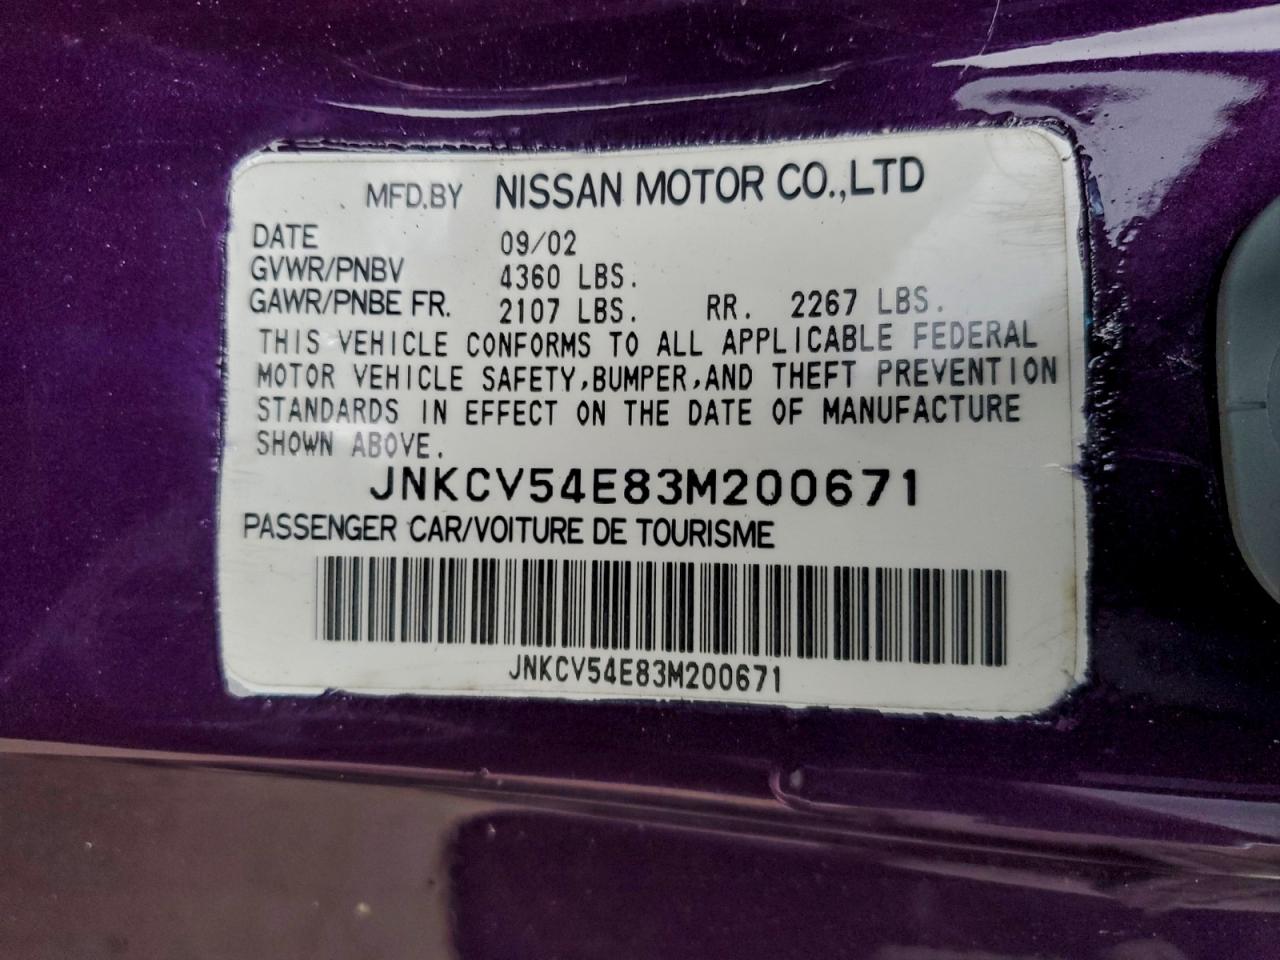 MFD.BY NISSAN MOTOR CO.,LTD
DATE 09/02
GVWR/PNBV 4360 LBS.
GAWR/PNBE FR. 2107 LBS. RR. 2267 LBS.
THIS VEHICLE CONFORMS TO ALL APPLICABLE FEDERAL
MOTOR VEHICLE SAFETY,BUMPER,AND THEFT PREVENTION
STANDARDS IN EFFECT ON THE DATE OF MANUFACTURE
SHOWN ABOVE.
JNKCV54E83M200671
PASSENGER CAR/VOITURE DE TOURISME
JNKCV54E83M200671